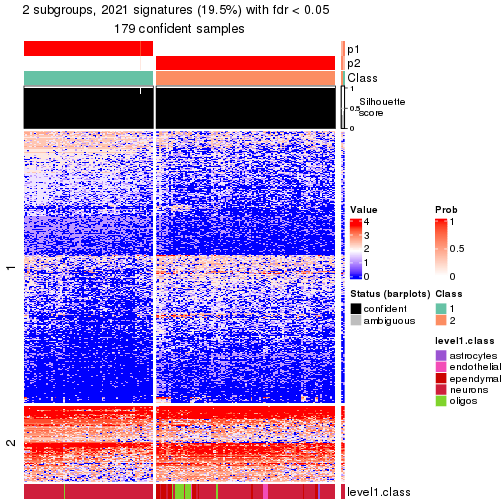 2 subgroups, 2021 signatures (19.5%) with fdr < 0.05
179 confident samples
p1
p2
Class
1
0.5
0
Silhouette
score
1
2
level1.class
Value
4
3
2
1
0
Prob
1
0.5
0
Status (barplots)
confident
ambiguous
Class
1
2
level1.class
astrocytes
endothelial
ependymal
neurons
oligos